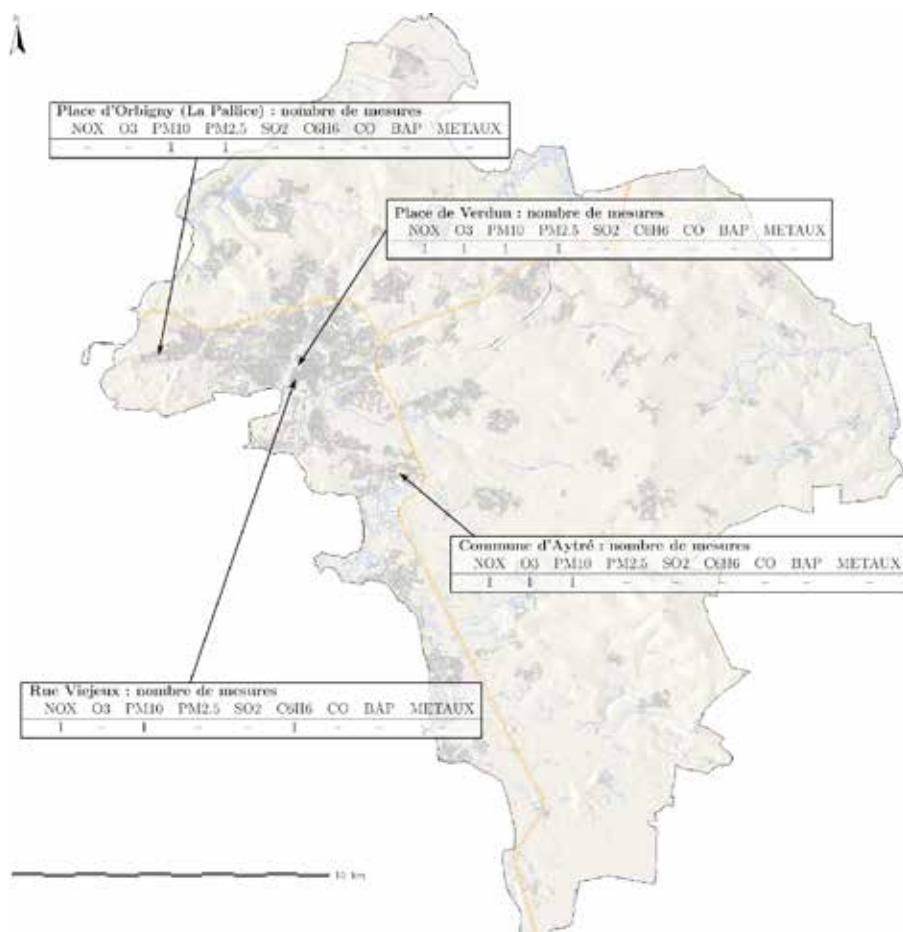 N
Place d'Orbigny (La Pallice) : nombre de mesures
NOX O3 PM10 PM2.5 SO2 C6H6 CO BAP METAUX
– – 1 1 – – – – –
Place de Verdun : nombre de mesures
NOX O3 PM10 PM2.5 SO2 C6H6 CO BAP METAUX
1 1 1 1 – – – – –
Commune d'Aytré : nombre de mesures
NOX O3 PM10 PM2.5 SO2 C6H6 CO BAP METAUX
1 1 1 – – – – – –
Rue Viejeux : nombre de mesures
NOX O3 PM10 PM2.5 SO2 C6H6 CO BAP METAUX
1 – 1 – – 1 – – –
10 km